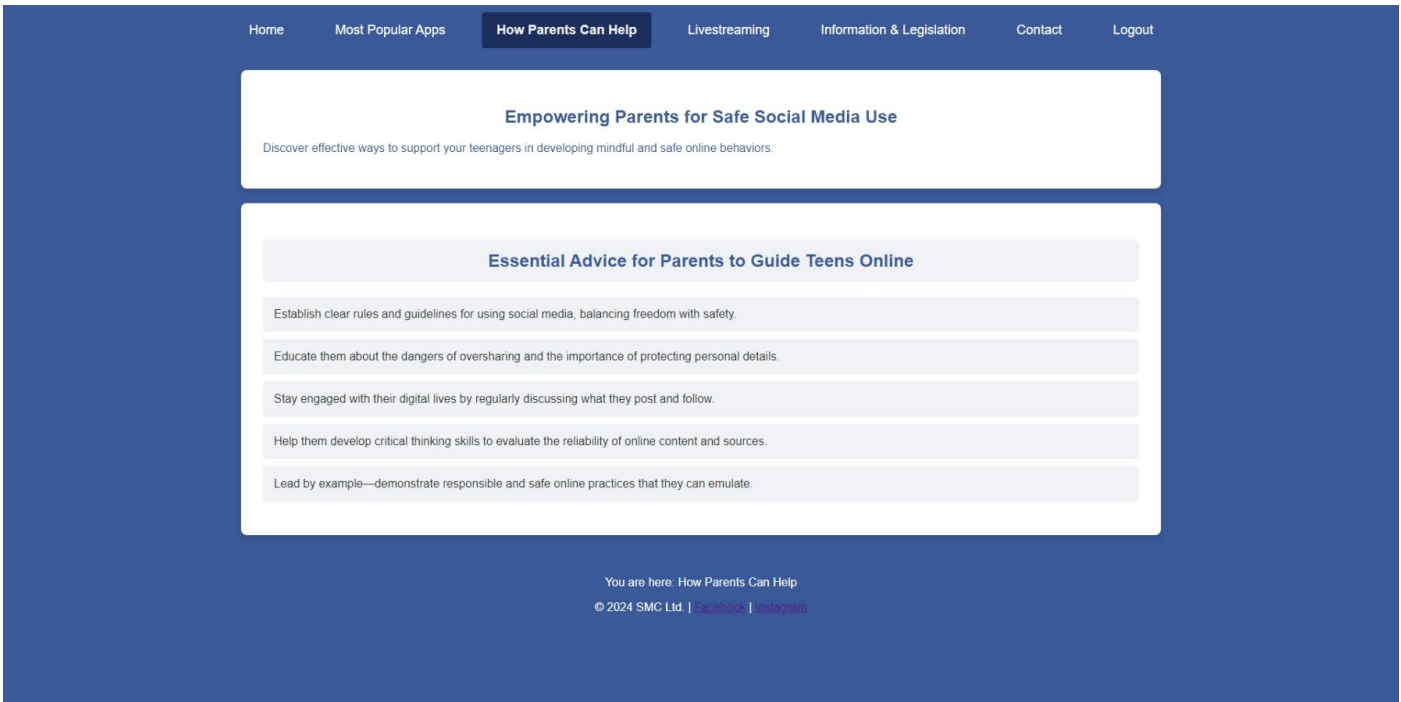 Home Most Popular Apps How Parents Can Help Livestreaming Information & Legislation Contact Logout
Empowering Parents for Safe Social Media Use
Discover effective ways to support your teenagers in developing mindful and safe online behaviors.
Essential Advice for Parents to Guide Teens Online
Establish clear rules and guidelines for using social media, balancing freedom with safety.
Educate them about the dangers of oversharing and the importance of protecting personal details.
Stay engaged with their digital lives by regularly discussing what they post and follow.
Help them develop critical thinking skills to evaluate the reliability of online content and sources.
Lead by example—demonstrate responsible and safe online practices that they can emulate.
You are here: How Parents Can Help
© 2024 SMC Ltd. | Facebook | Instagram